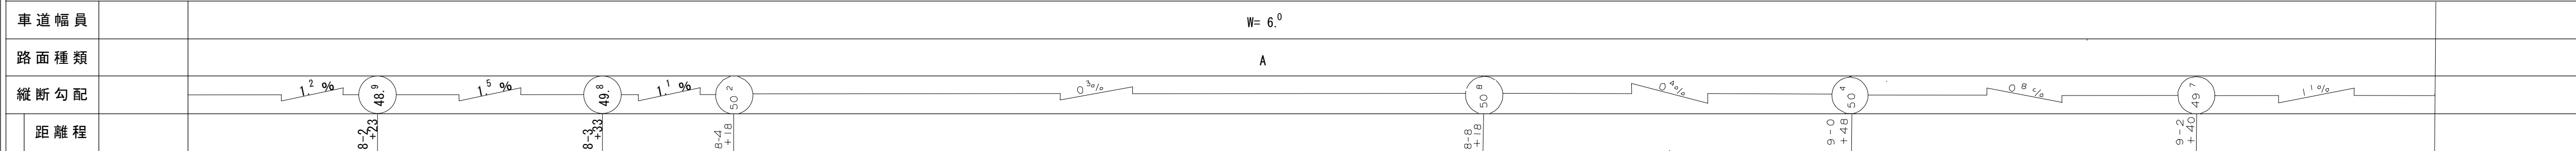 車道幅員 W= 6.0
路面種類 A
縦断勾配 1.2 % 48.9 1.5 % 49.8 1.1 % 50 2 0 3% 50 8 0 4% 50 4 0 8 % 49 7 1 1%
距離程 8-2 +23 8-3 +33 8-4 +18 8-8 +18 9-0 +48 9-2 +40